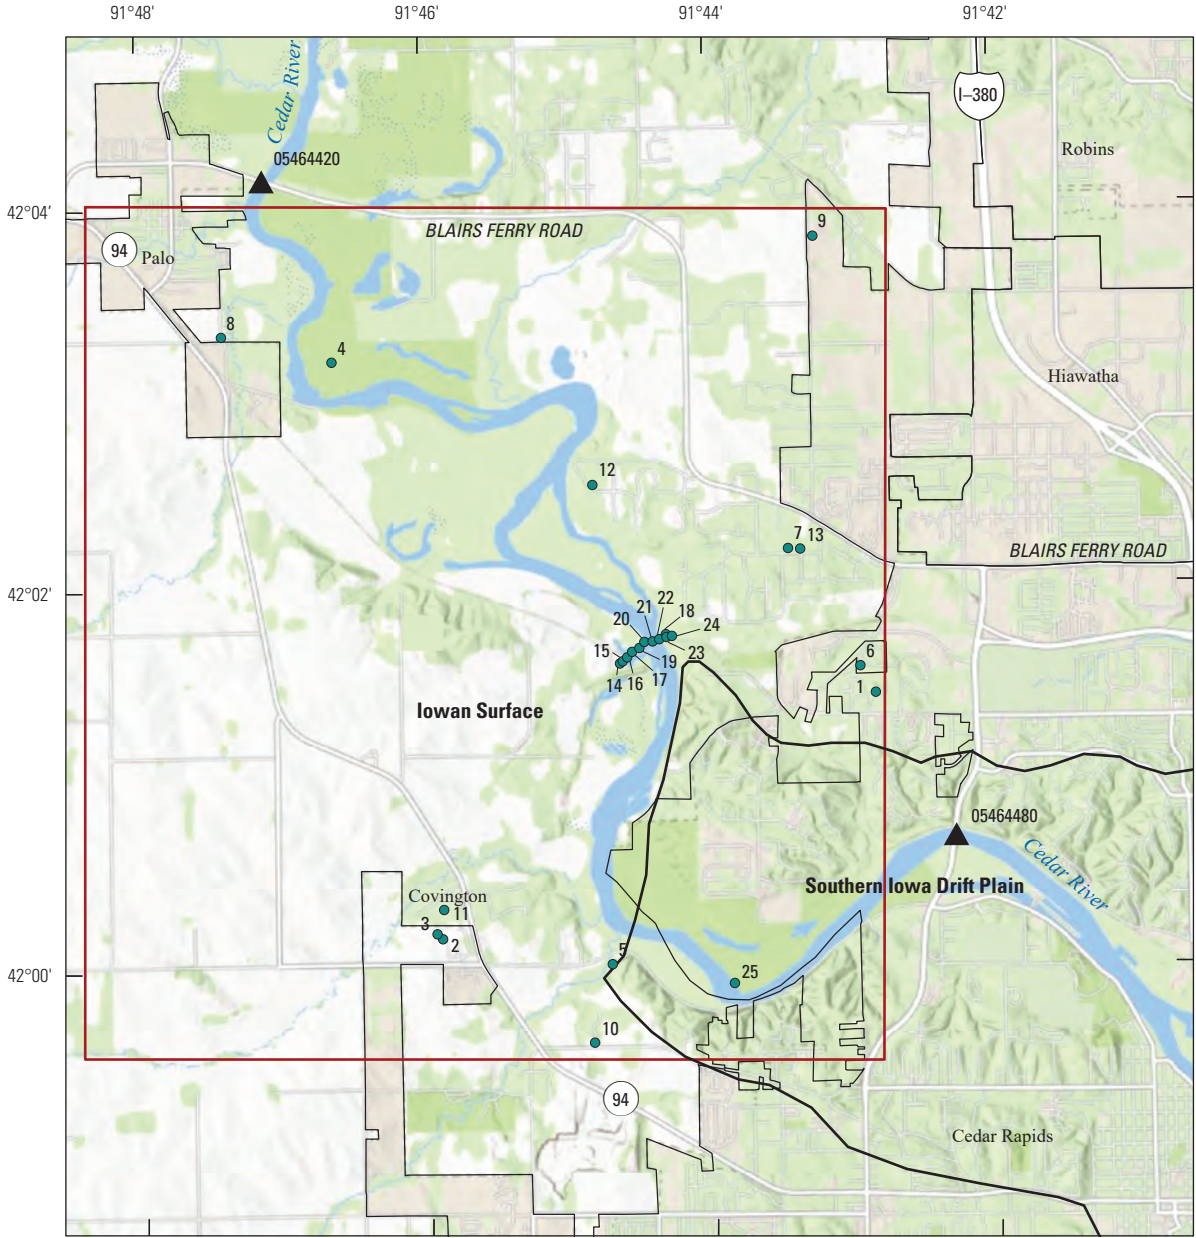 91°48'
91°46'
91°44'
91°42'
Cedar River
I–380
Robins
05464420
42°04'
BLAIRS FERRY ROAD
9
94
Palo
8
4
Hiawatha
12
7 13
BLAIRS FERRY ROAD
42°02'
22
21
18
20
24
15
19
23
6
14
16
17
1
Iowan Surface
05464480
Cedar River
Southern Iowa Drift Plain
Covington
11
3
2
5
42°00'
25
10
94
Cedar Rapids